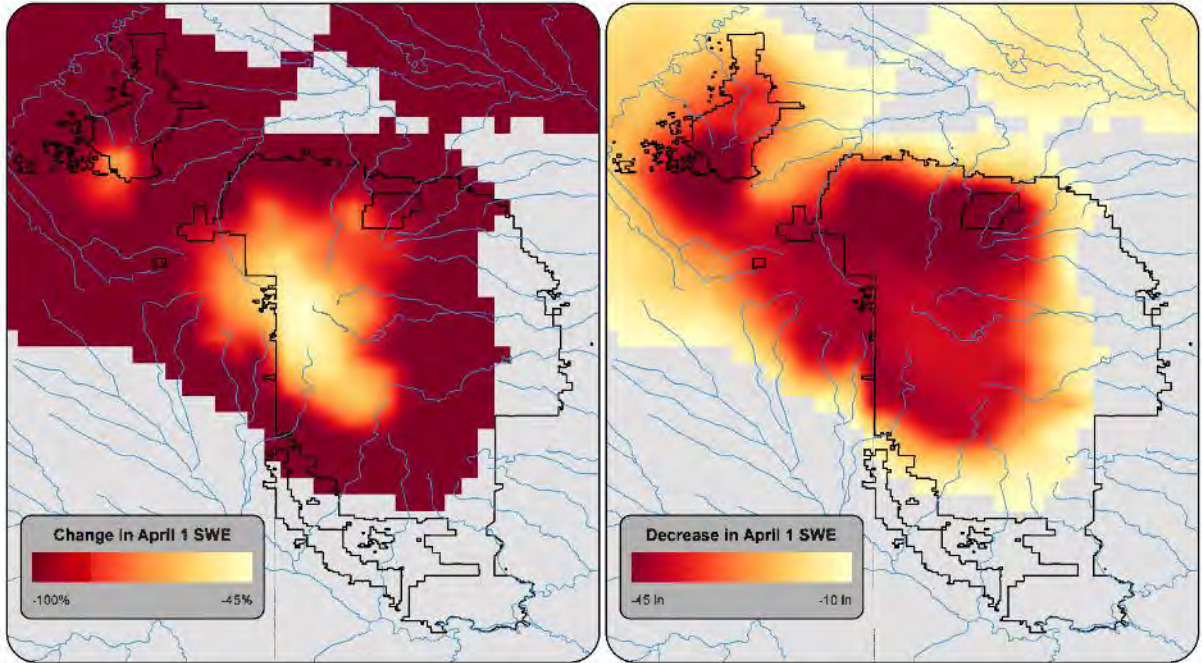 Change in April 1 SWE
-100%
-45%
Decrease in April 1 SWE
-45 In
-10 In